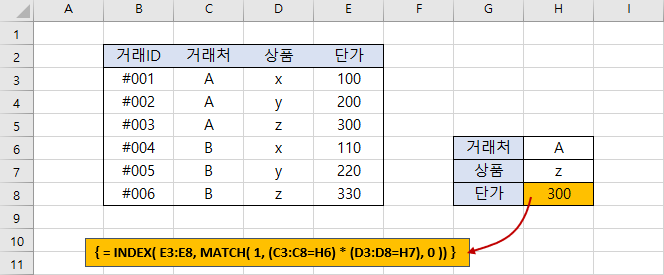 A B C D E F G H I
1
2 거래ID 거래처 상품 단가
3 #001 A x 100
4 #002 A y 200
5 #003 A z 300
6 #004 B x 110 거래처 A
7 #005 B y 220 상품 z
8 #006 B z 330 단가 300
9
10
{ = INDEX( E3:E8, MATCH( 1, (C3:C8=H6) * (D3:D8=H7), 0 )) }
11